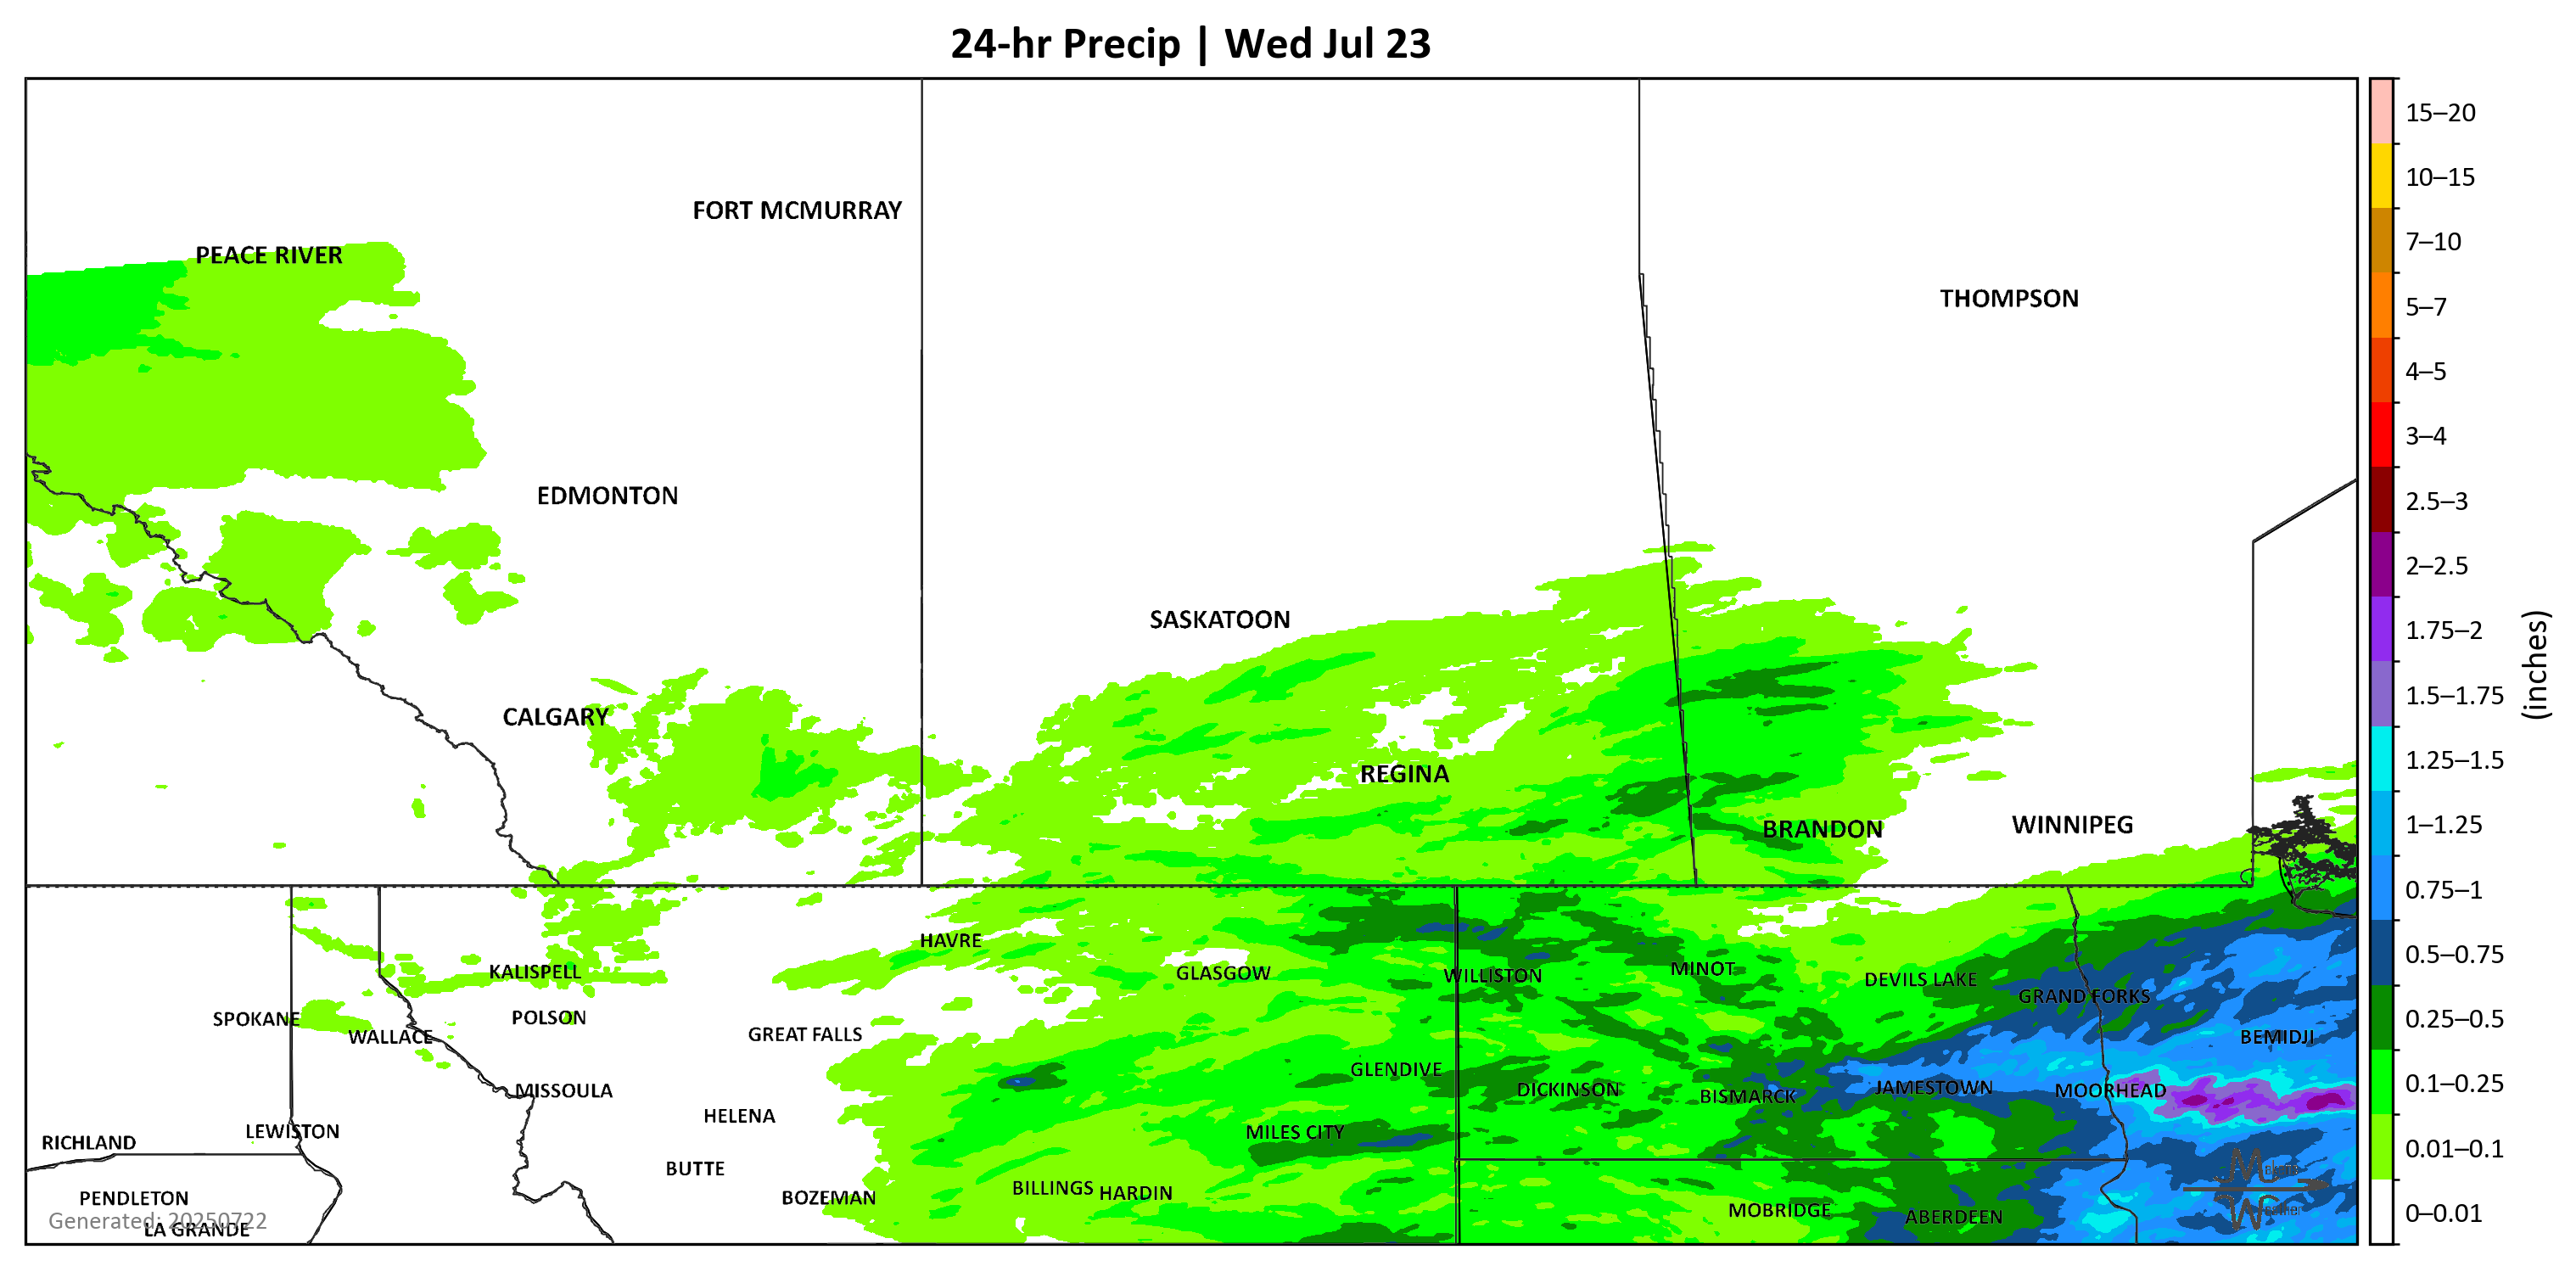 24-hr Precip | Wed Jul 23
FORT MCMURRAY
PEACE RIVER
THOMPSON
EDMONTON
SASKATOON
CALGARY
REGINA
BRANDON
WINNIPEG
HAVRE
KALISPELL
GLASGOW
WILLISTON
MINOT
DEVILS LAKE
GRAND FORKS
SPOKANE
WALLACE
POLSON
GREAT FALLS
BEMIDJI
GLENDIVE
MISSOULA
DICKINSON
BISMARCK
JAMESTOWN
MOORHEAD
HELENA
RICHLAND
LEWISTON
MILES CITY
BUTTE
PENDLETON
BOZEMAN
BILLINGS
HARDIN
MOBRIDGE
ABERDEEN
Generated: 20250722
LA GRANDE
15–20
10–15
7–10
5–7
4–5
3–4
2.5–3
2–2.5
1.75–2
1.5–1.75
1.25–1.5
1–1.25
0.75–1
0.5–0.75
0.25–0.5
0.1–0.25
0.01–0.1
0–0.01
(inches)